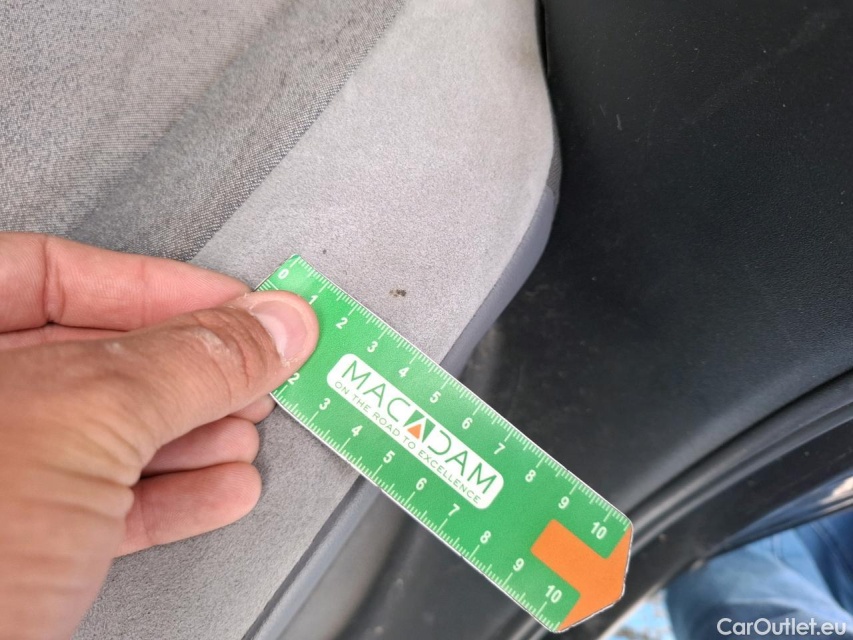 0 1 2 3 4 5 6 7 8 9 10
MACADAM
ON THE ROAD TO EXCELLENCE
2 3 4 5 6 7 8 9 10
CarOutlet.eu